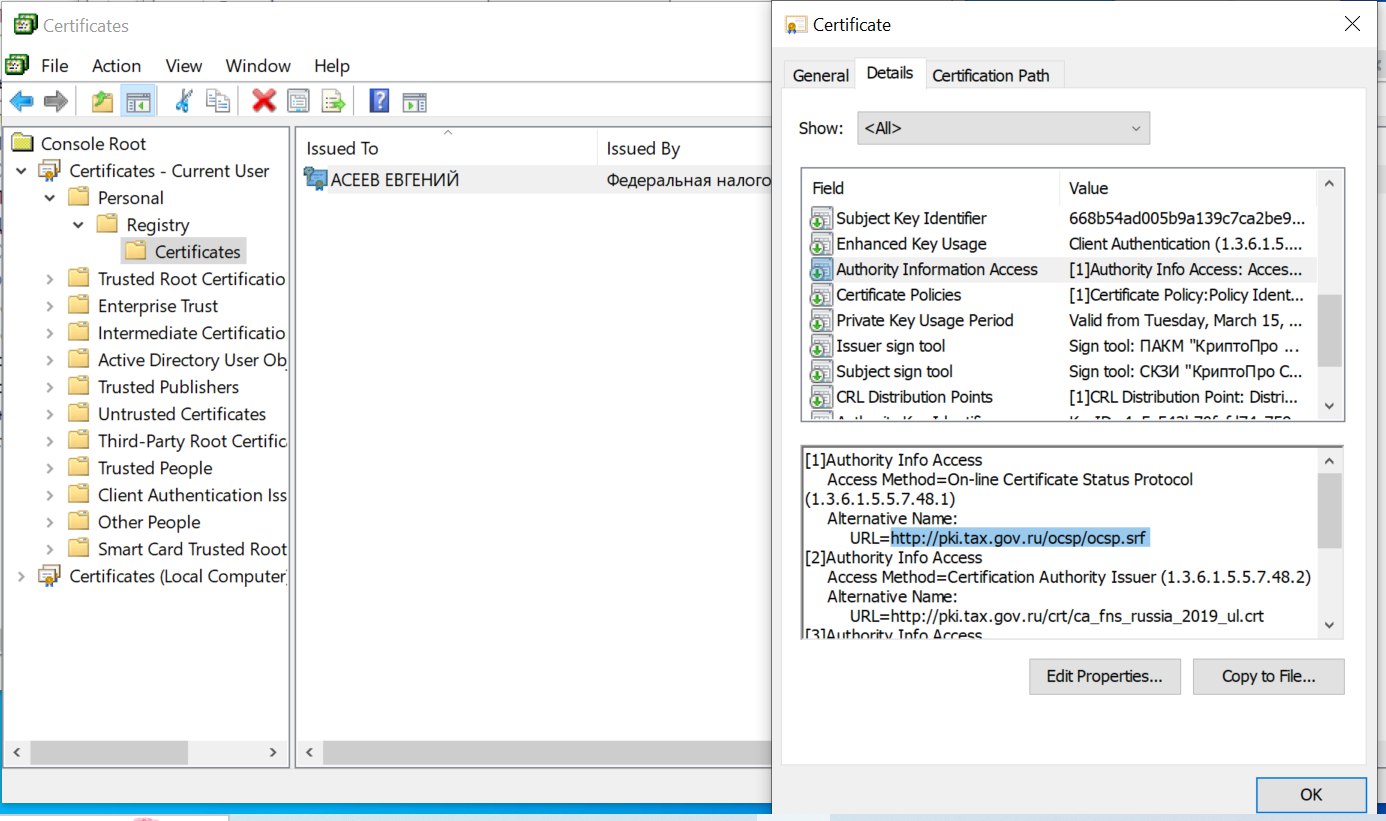 Certificates
File Action View Window Help
Console Root
Certificates - Current User
Personal
Registry
Certificates
Trusted Root Certificatio
Enterprise Trust
Intermediate Certificatio
Active Directory User Ob
Trusted Publishers
Untrusted Certificates
Third-Party Root Certific
Trusted People
Client Authentication Iss
Other People
Smart Card Trusted Root
Certificates (Local Computer)
Issued To Issued By
АСЕЕВ ЕВГЕНИЙ Федеральная налого
Certificate
General Details Certification Path
Show: <All>
Field Value
Subject Key Identifier 668b54ad005b9a139c7ca2be9...
Enhanced Key Usage Client Authentication (1.3.6.1.5....
Authority Information Access [1]Authority Info Access: Acces...
Certificate Policies [1]Certificate Policy:Policy Ident...
Private Key Usage Period Valid from Tuesday, March 15, ...
Issuer sign tool Sign tool: ПАКМ "КриптоПро ...
Subject sign tool Sign tool: СКЗИ "КриптоПро С...
CRL Distribution Points [1]CRL Distribution Point: Distri...
[1]Authority Info Access
Access Method=On-line Certificate Status Protocol
(1.3.6.1.5.5.7.48.1)
Alternative Name:
URL=http://pki.tax.gov.ru/ocsp/ocsp.srf
[2]Authority Info Access
Access Method=Certification Authority Issuer (1.3.6.1.5.5.7.48.2)
Alternative Name:
URL=http://pki.tax.gov.ru/crt/ca_fns_russia_2019_ul.crt
[3]Authority Info Access
Edit Properties... Copy to File...
OK